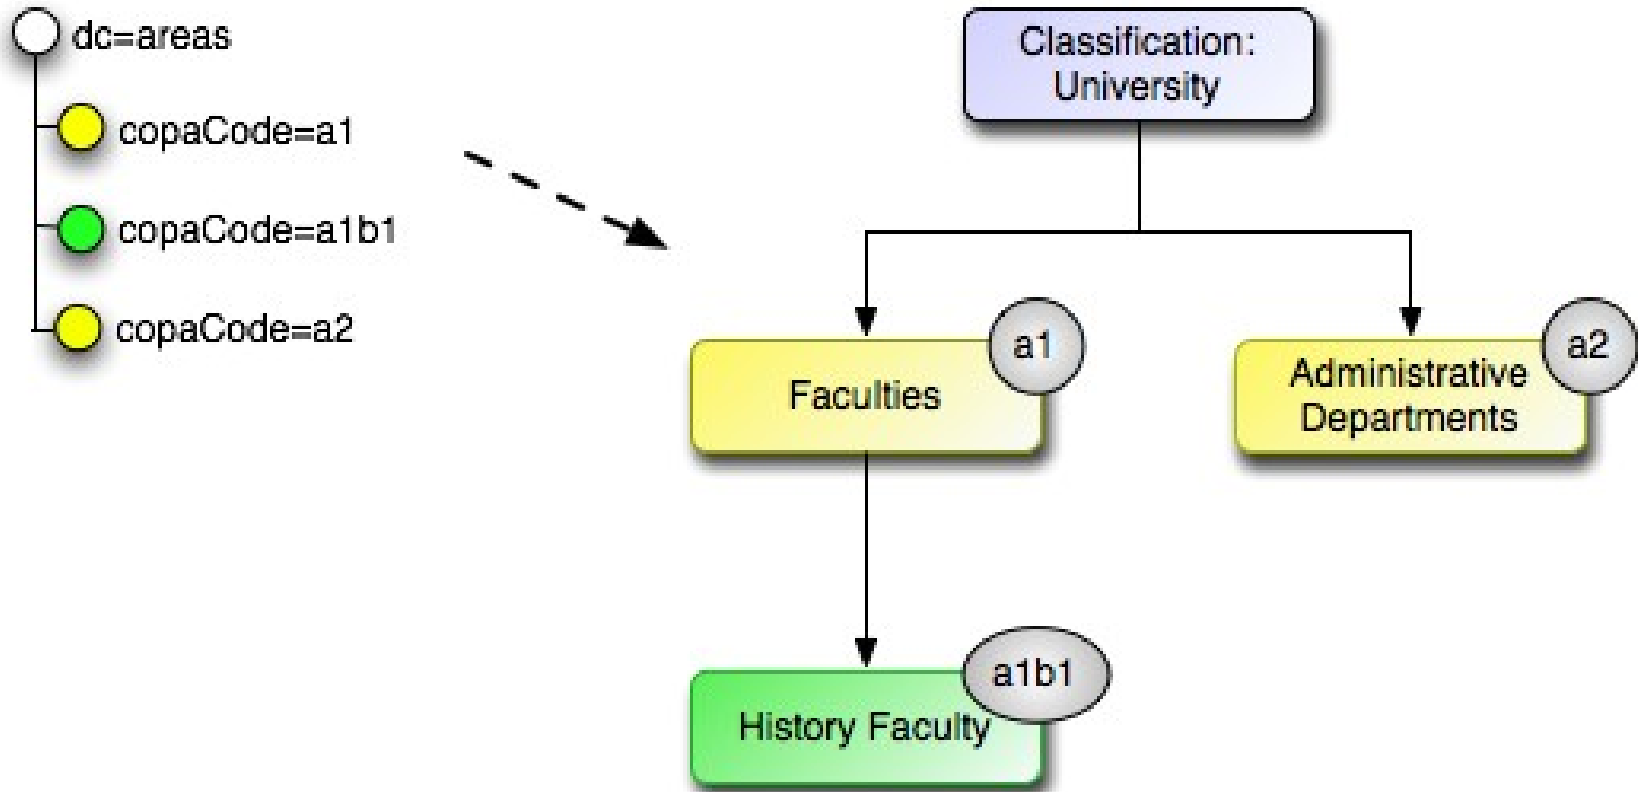 dc=areas
copaCode=a1
copaCode=a1b1
copaCode=a2
Classification:
University
a1
Faculties
a2
Administrative
Departments
a1b1
History Faculty